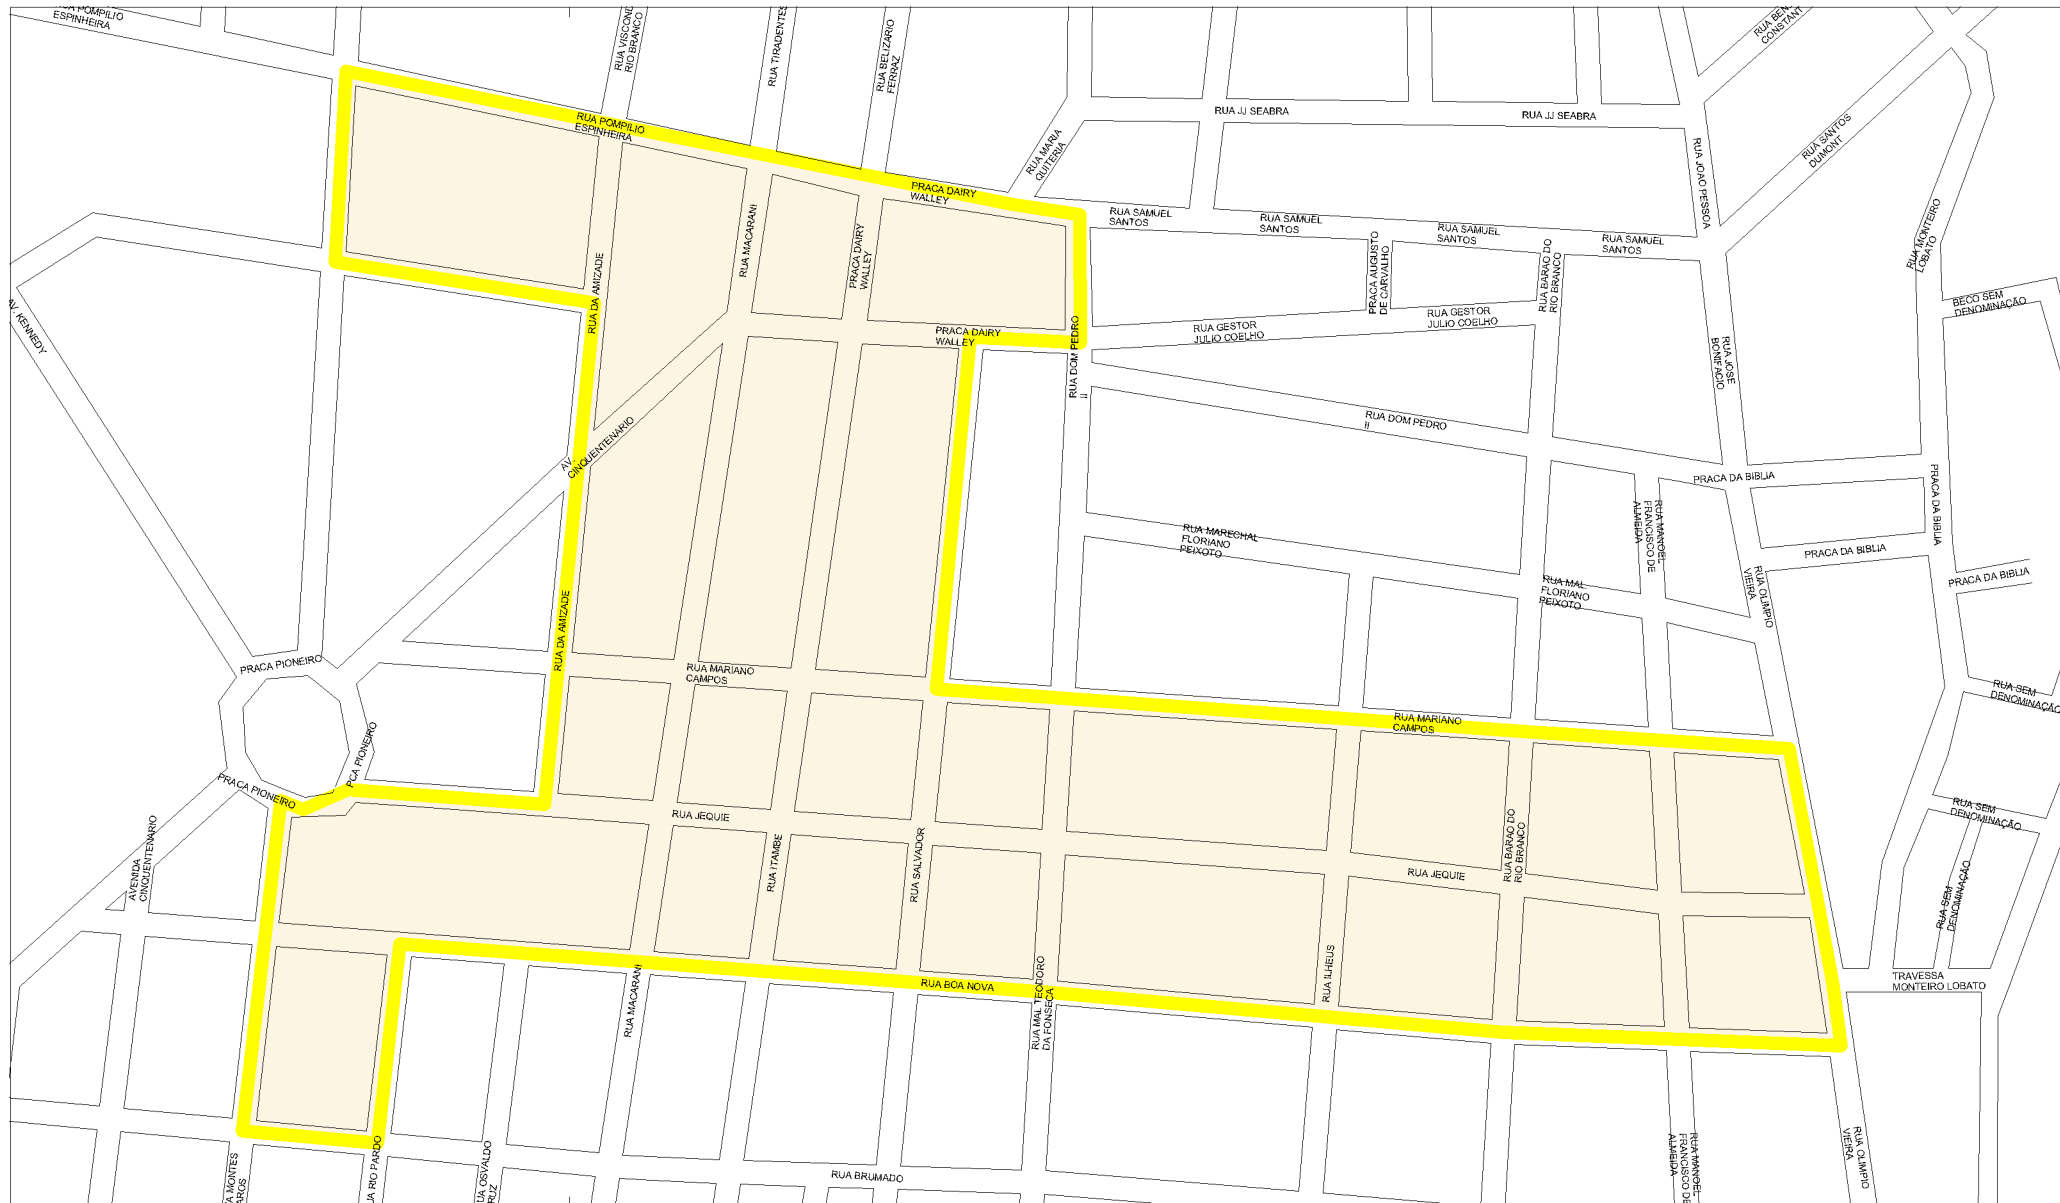 RUA POMPILIO
ESPINHEIRA
RUA VISCOND
RIO BRANCO
RUA TIRADENTES
RUA BELIZARIO
FERRAZ
CONSTANT
RUA POMPILIO
ESPINHEIRA
RUA JJ SEABRA
RUA JJ SEABRA
RUA MARIA
QUITERIA
RUA SANTOS
DUMONT
RUA JOAO PESSOA
PRACA DAIRY
WALLEY
RUA SAMUEL
SANTOS
RUA SAMUEL
SANTOS
RUA SAMUEL
SANTOS
RUA SAMUEL
SANTOS
RUA MONTEIRO
LOBATO
RUA MACARANI
PRACA DAIRY
WALLEY
RUA DA AMIZADE
PRACA AUGUSTO
DE CARVALHO
RUA BARAO DO
RIO BRANCO
BECO SEM
DENOMINAÇÃO
AV. KENNEDY
PRACA DAIRY
WALLEY
RUA DOM PEDRO
II
RUA GESTOR
JULIO COELHO
RUA GESTOR
JULIO COELHO
RUA JOSE
BONIFACIO
RUA DOM PEDRO
II
AV.
CINQUENTENARIO
PRACA DA BIBLIA
PRACA DA BIBLIA
RUA MARECHAL
FLORIANO
PEIXOTO
RUA MANOEL
FRANCISCO DE
ALMEIDA
PRACA DA BIBLIA
RUA MAL
FLORIANO
PEIXOTO
RUA OLIMPIO
VIEIRA
PRACA DA BIBLIA
RUA DA AMIZADE
PRACA PIONEIRO
RUA MARIANO
CAMPOS
RUA SEM
DENOMINAÇÃO
RUA MARIANO
CAMPOS
PCA PIONEIRO
PRACA PIONEIRO
RUA JEQUIE
RUA SEM
DENOMINAÇÃO
AVENIDA
CINQUENTENARIO
RUA ITAMBE
RUA SALVADOR
RUA BARAO DO
RIO BRANCO
RUA JEQUIE
RUA SEM
DENOMINAÇÃO
RUA MACARANI
RUA BOA NOVA
RUA MAL TEODORO
DA FONSECA
RUA ILHEUS
TRAVESSA
MONTEIRO LOBATO
RUA RIO PARDO
RUA BRUMADO
RUA MANOEL
FRANCISCO DE
ALMEIDA
RUA OLIMPIO
VIEIRA